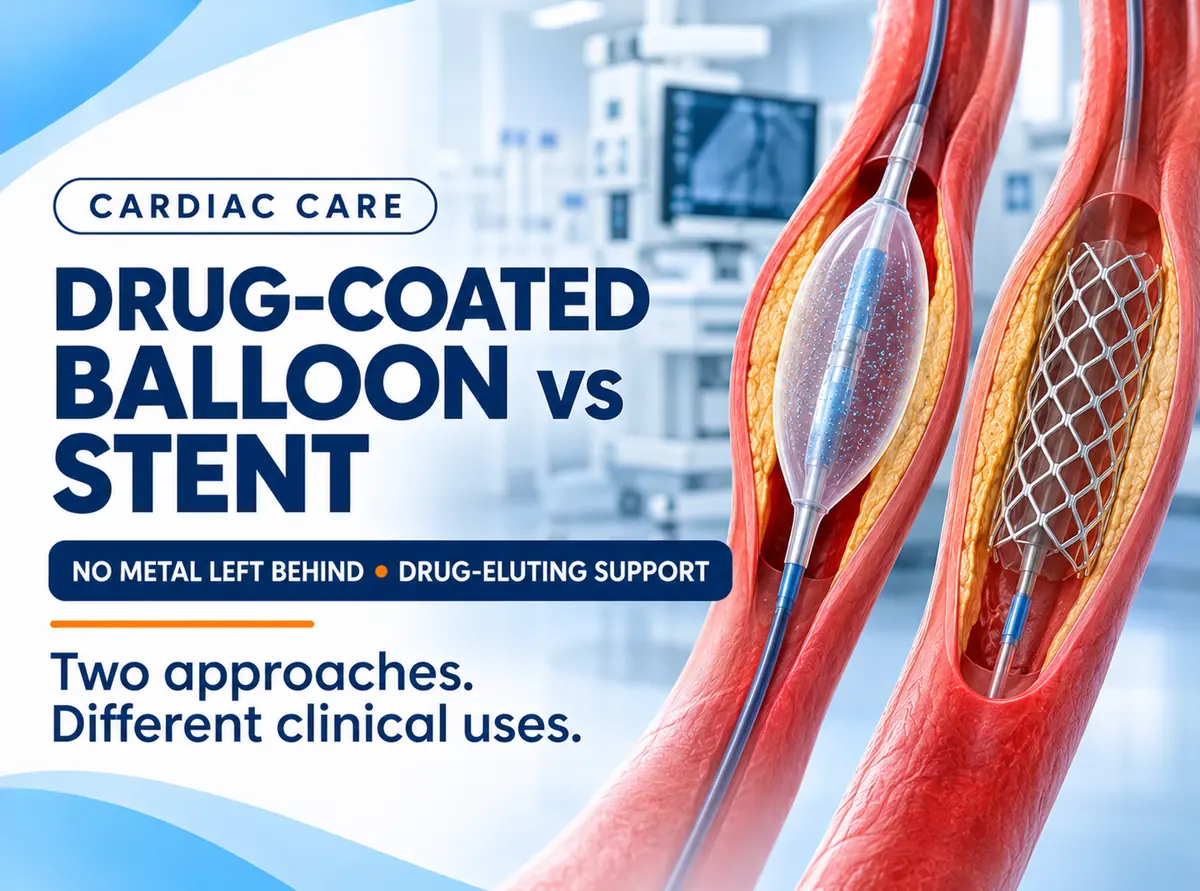 CARDIAC CARE
DRUG-COATED
BALLOON VS
STENT
NO METAL LEFT BEHIND • DRUG-ELUTING SUPPORT
Two approaches.
Different clinical uses.